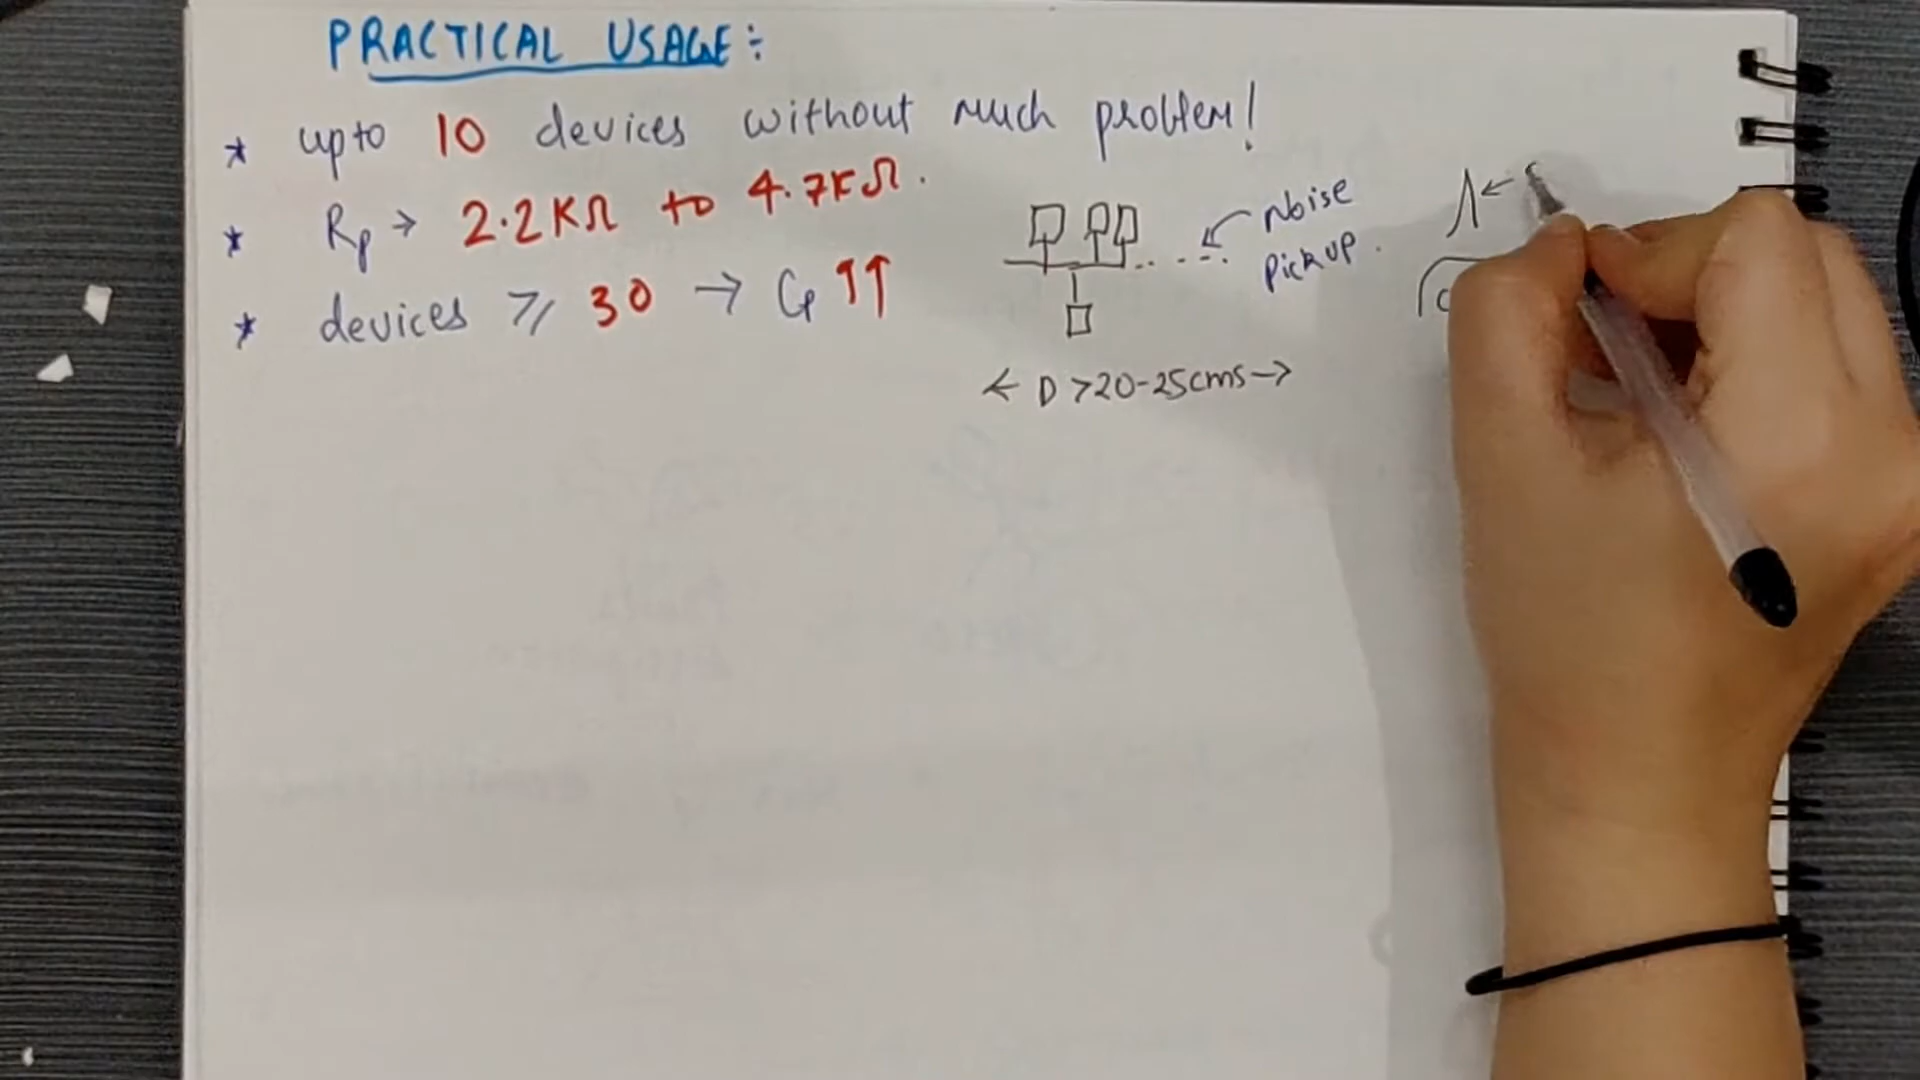 PRACTICAL USAGE:
* upto 10 devices without much problem!
* Rp → 2.2KΩ to 4.7KΩ.
* devices ≥ 30 → Cp ↑↑
noise
pickup.
← D >20-25cms→